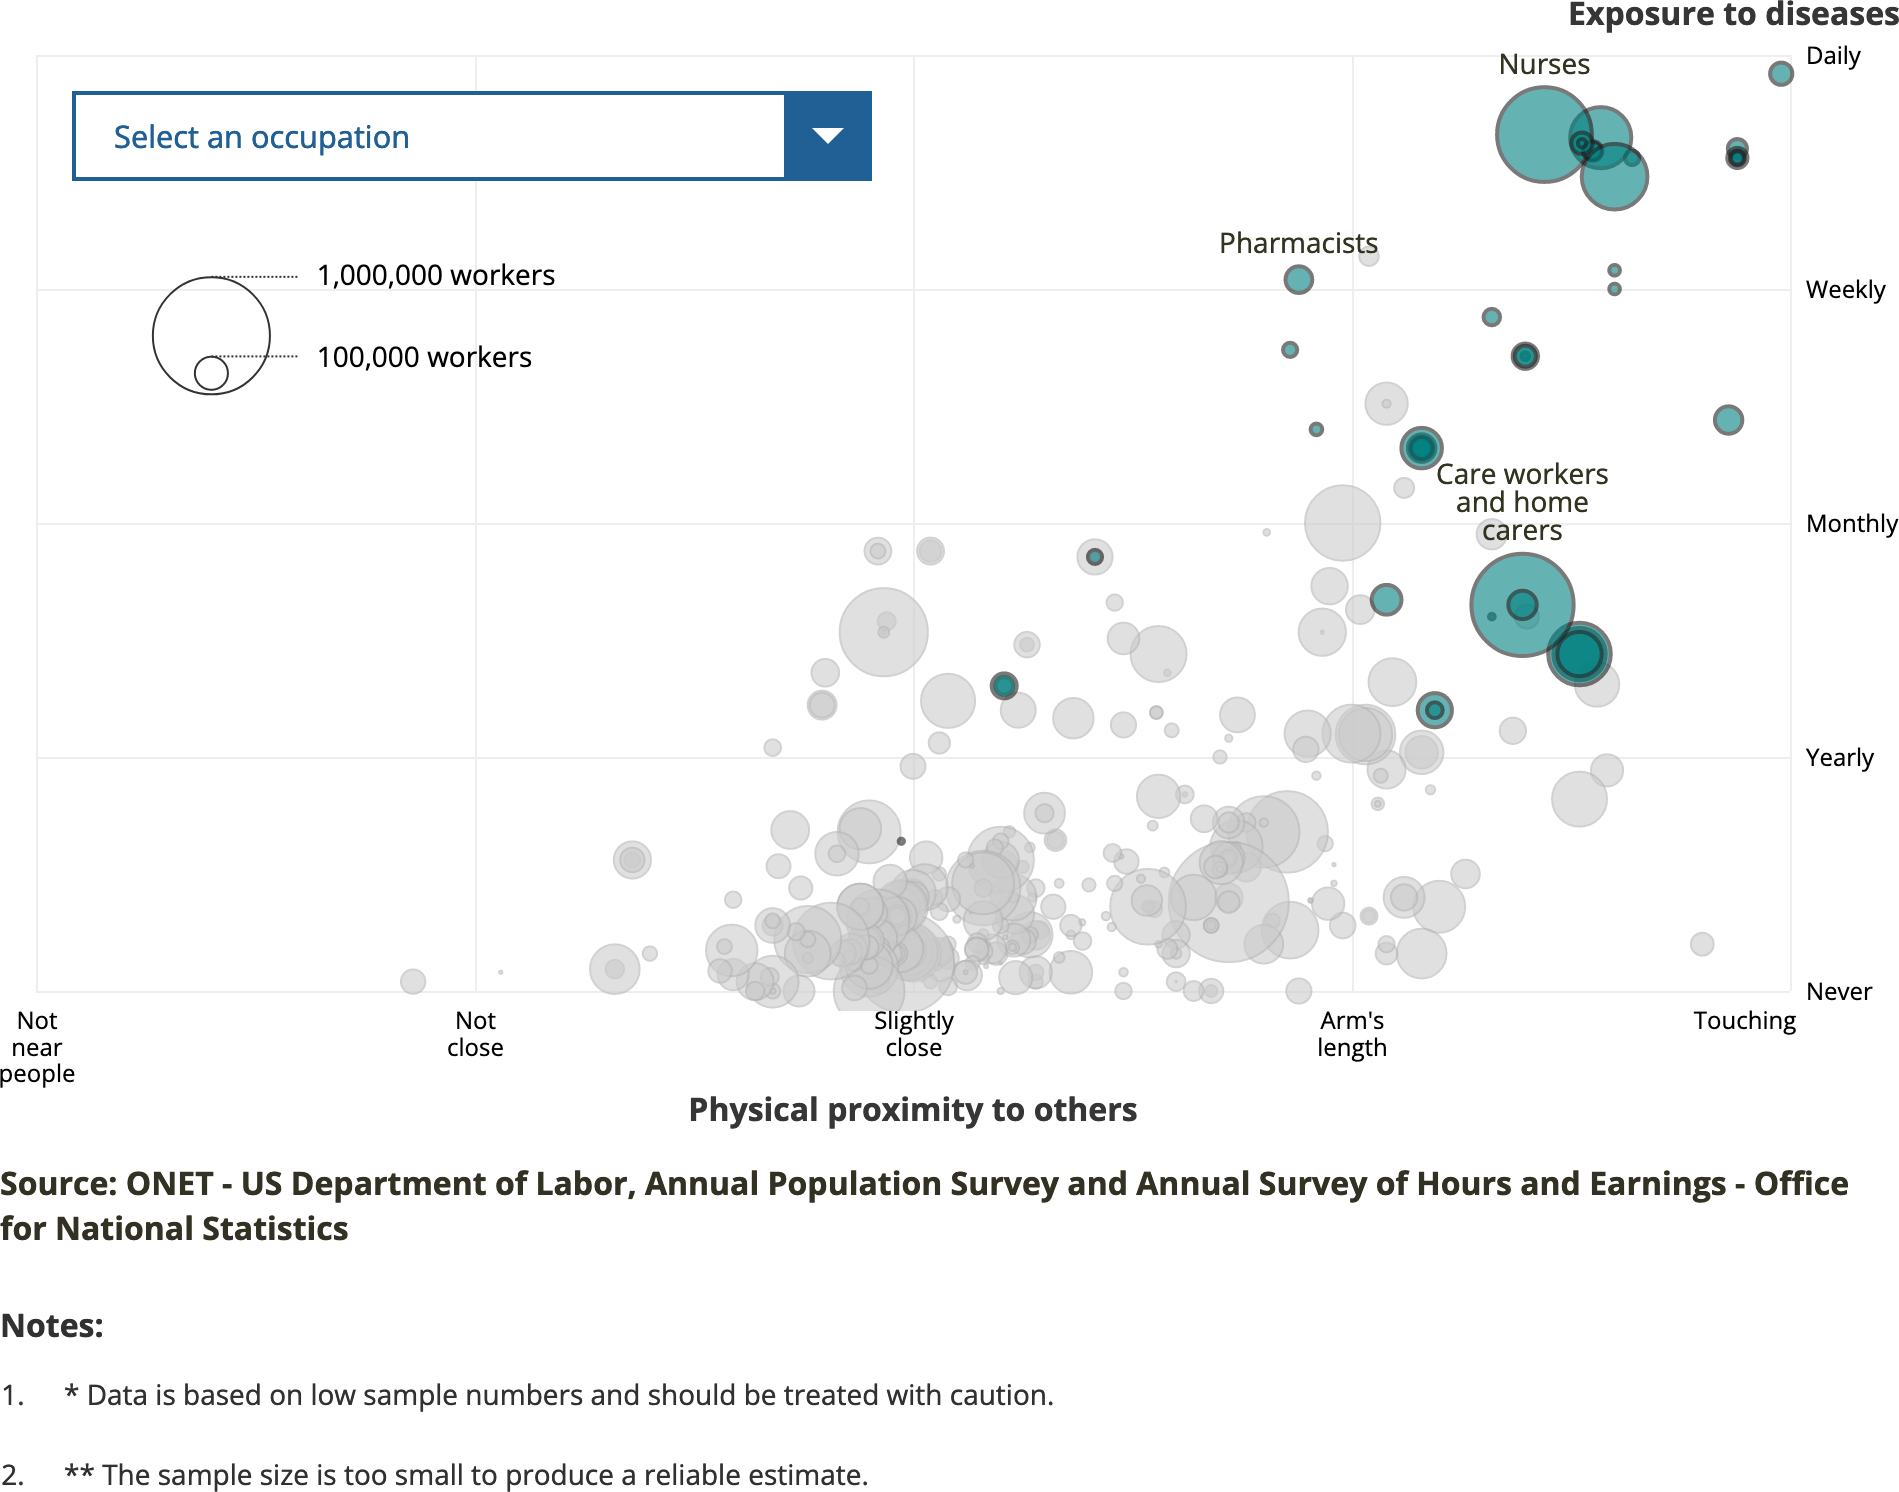 Exposure to diseases
Daily
Nurses
Select an occupation
Pharmacists
1,000,000 workers
Weekly
100,000 workers
Care workers
and home
carers
Monthly
Yearly
Never
Not
near
people
Not
close
Slightly
close
Arm's
length
Touching
Physical proximity to others
Source: ONET - US Department of Labor, Annual Population Survey and Annual Survey of Hours and Earnings - Office
for National Statistics
Notes:
1. * Data is based on low sample numbers and should be treated with caution.
2. ** The sample size is too small to produce a reliable estimate.